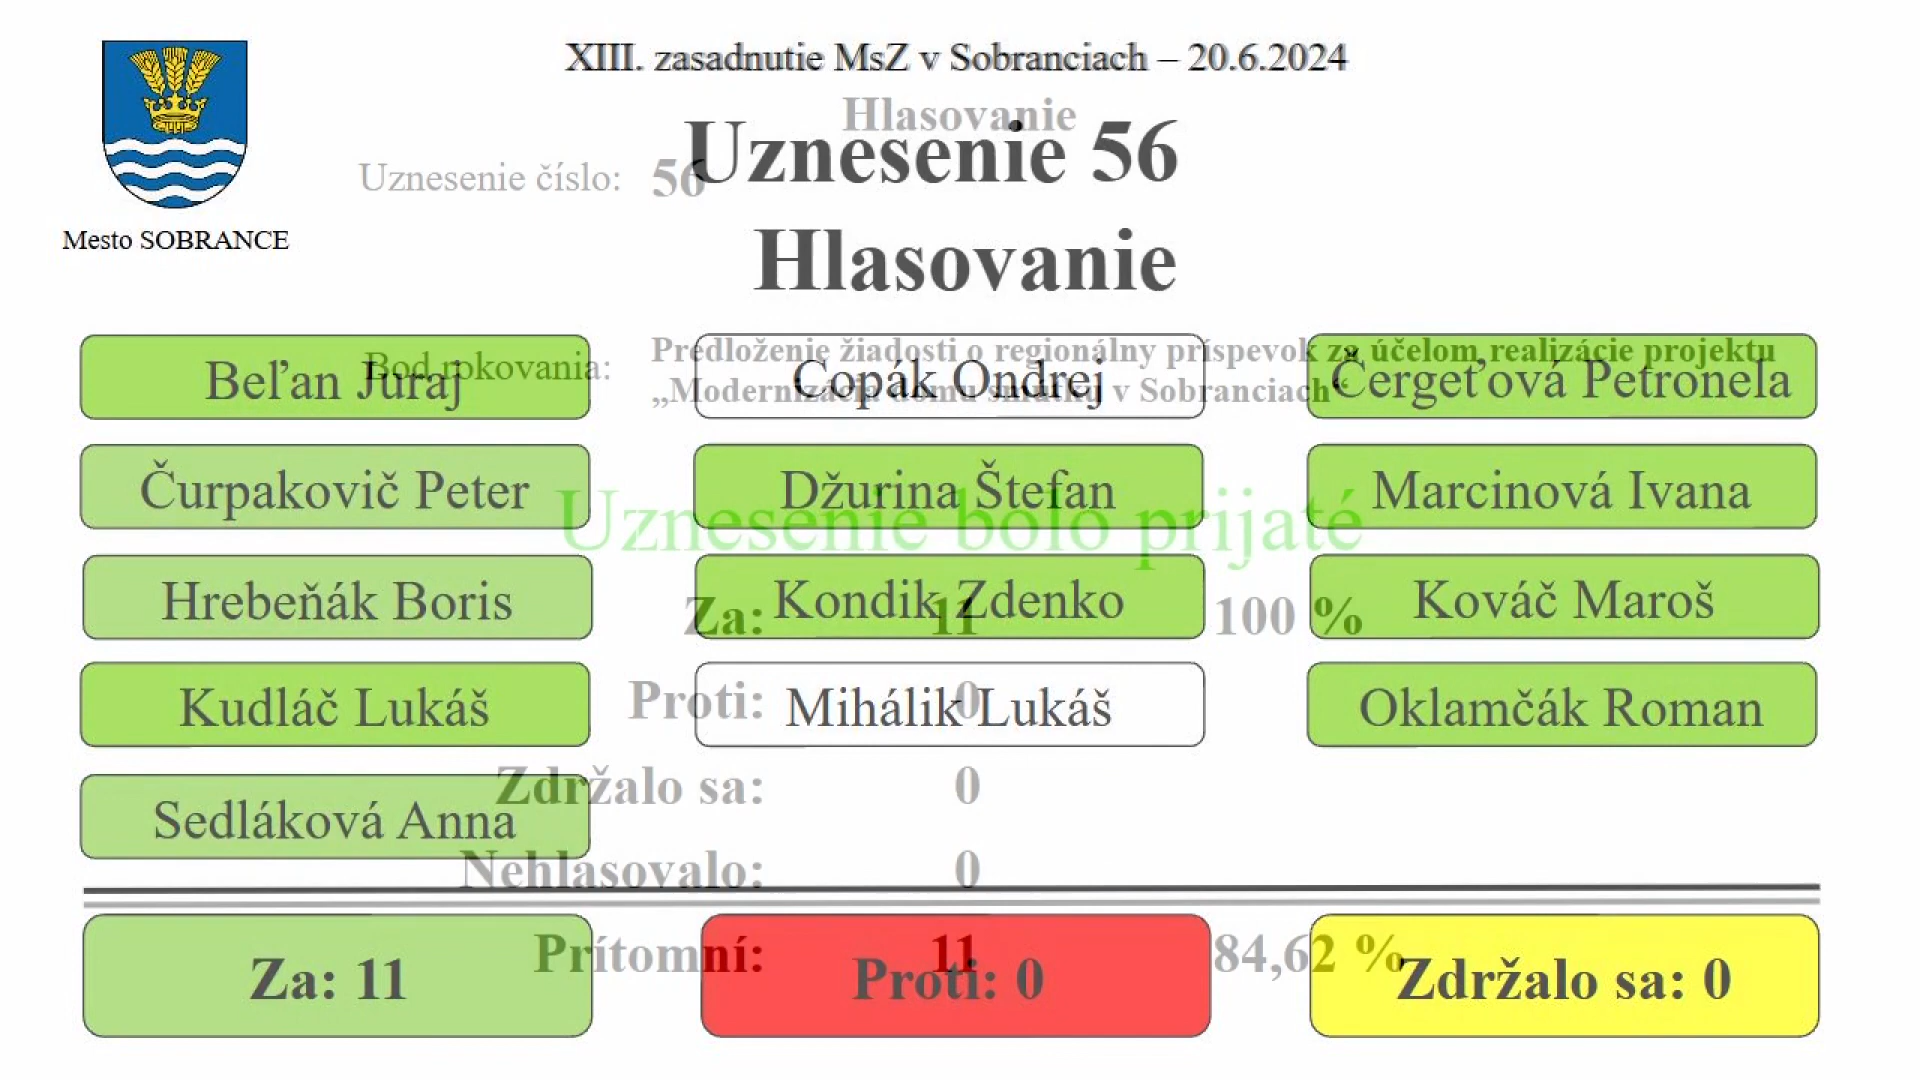 XIII. zasadnutie MsZ v Sobranciach – 20.6.2024
Hlasovanie
Uznesenie 56
Uznesenie číslo: 56
Mesto SOBRANCE
Hlasovanie
Bod rokovania: Predloženie žiadosti o regionálny príspevok za účelom realizácie projektu
„Modernizácia domu smútku v Sobranciach“
Beľan Juraj
Copák Ondrej
Čergeťová Petronela
Čurpakovič Peter
Džurina Štefan
Marcinová Ivana
Uznesenie bolo prijaté
Hrebeňák Boris
Kondik Zdenko
Kováč Maroš
Za: 11 100 %
Kudláč Lukáš
Mihálik Lukáš
Oklamčák Roman
Proti: 0
Zdržalo sa: 0
Sedláková Anna
Nehlasovalo: 0
Prítomní: 11 84,62 %
Za: 11
Proti: 0
Zdržalo sa: 0